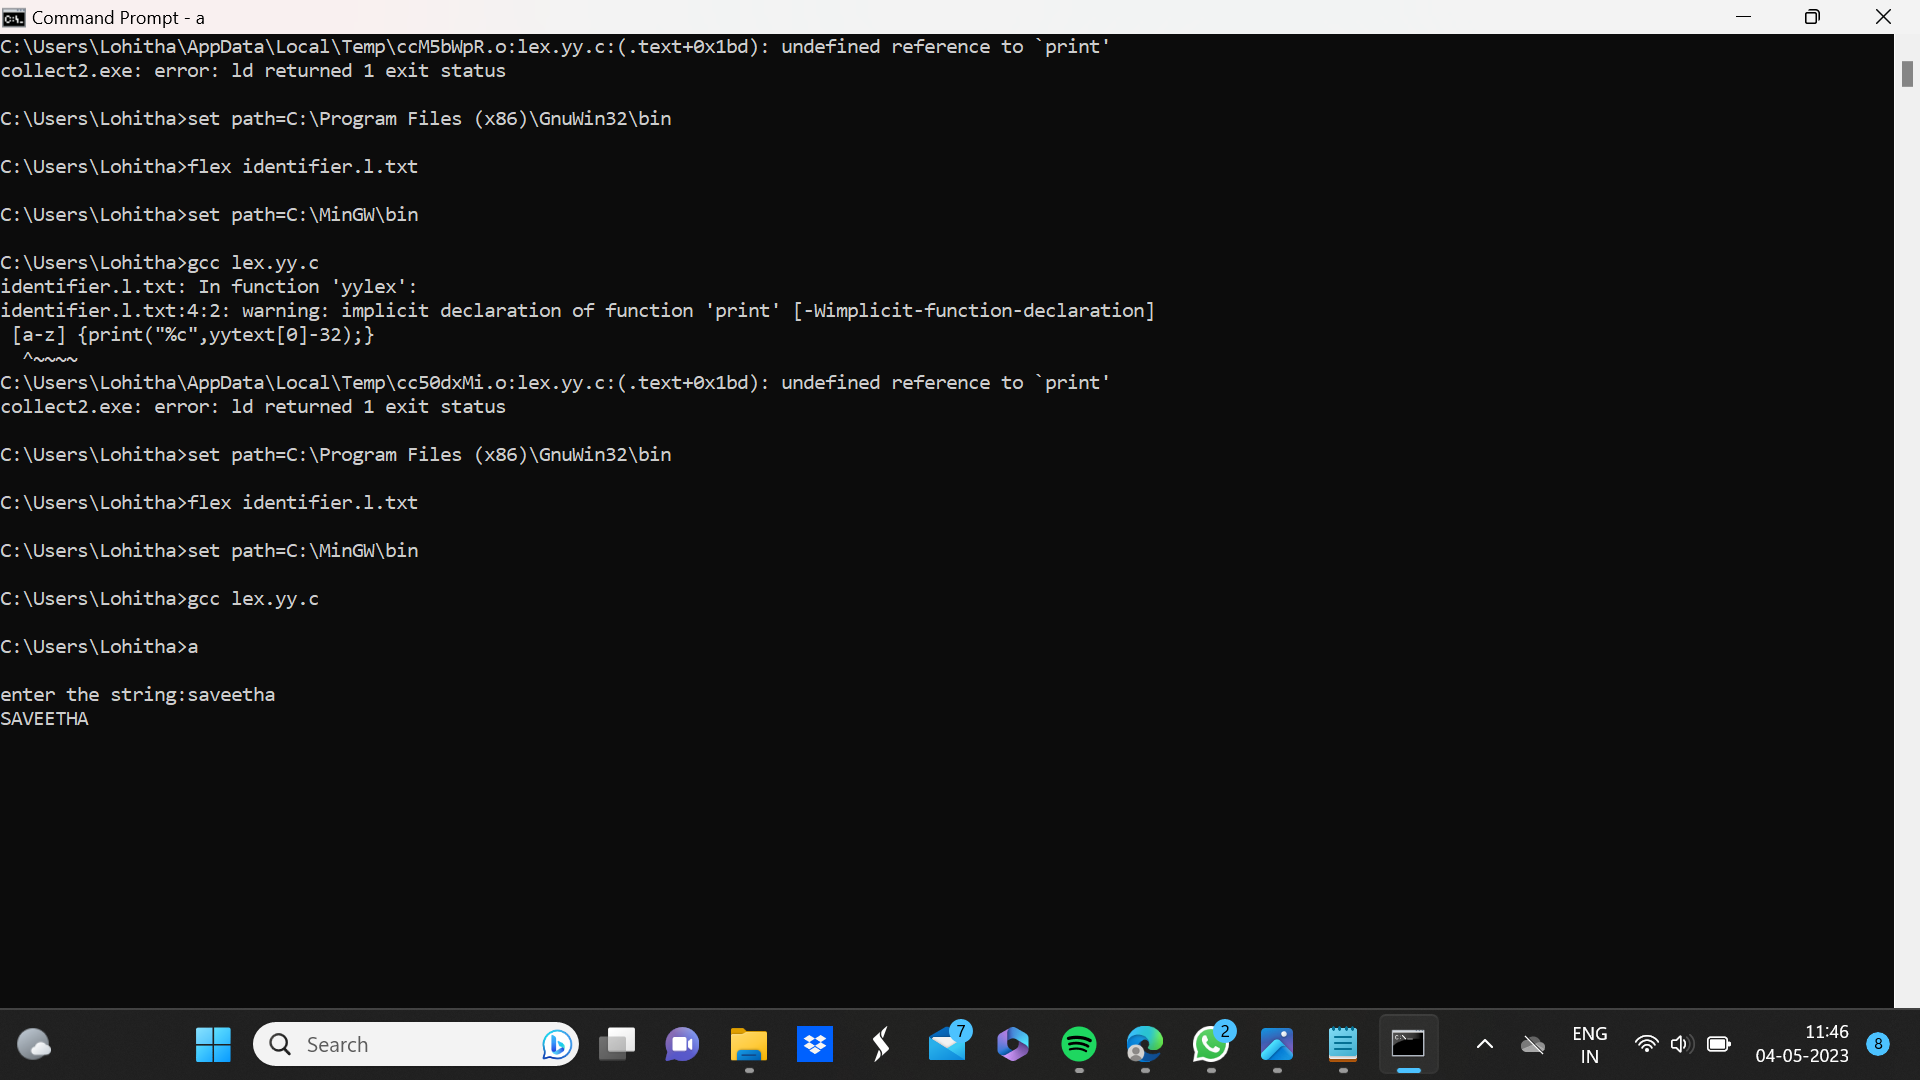 Command Prompt - a
C:\Users\Lohitha\AppData\Local\Temp\ccM5bWpR.o:lex.yy.c:(.text+0x1bd): undefined reference to `print'
collect2.exe: error: ld returned 1 exit status
C:\Users\Lohitha>set path=C:\Program Files (x86)\GnuWin32\bin
C:\Users\Lohitha>flex identifier.l.txt
C:\Users\Lohitha>set path=C:\MinGW\bin
C:\Users\Lohitha>gcc lex.yy.c
identifier.l.txt: In function 'yylex':
identifier.l.txt:4:2: warning: implicit declaration of function 'print' [-Wimplicit-function-declaration]
[a-z] {print("%c",yytext[0]-32);}
^~~~~
C:\Users\Lohitha\AppData\Local\Temp\cc50dxMi.o:lex.yy.c:(.text+0x1bd): undefined reference to `print'
collect2.exe: error: ld returned 1 exit status
C:\Users\Lohitha>set path=C:\Program Files (x86)\GnuWin32\bin
C:\Users\Lohitha>flex identifier.l.txt
C:\Users\Lohitha>set path=C:\MinGW\bin
C:\Users\Lohitha>gcc lex.yy.c
C:\Users\Lohitha>a
enter the string:saveetha
SAVEETHA
Search
7
2
ENG
IN
11:46
04-05-2023
8